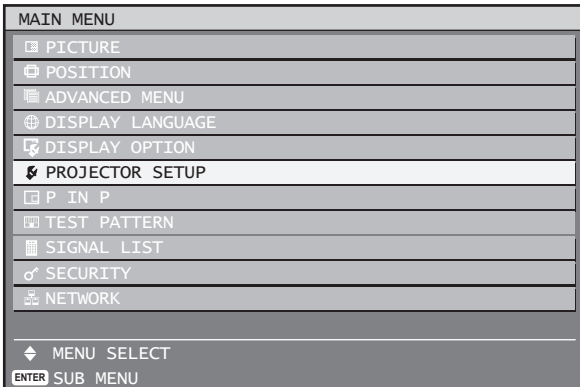 MAIN MENU
PICTURE
POSITION
ADVANCED MENU
DISPLAY LANGUAGE
DISPLAY OPTION
PROJECTOR SETUP
P IN P
TEST PATTERN
SIGNAL LIST
SECURITY
NETWORK
MENU SELECT
ENTER SUB MENU